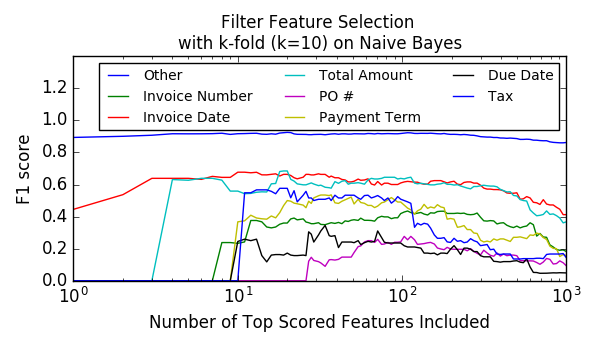 Filter Feature Selection
with k-fold (k=10) on Naive Bayes
Other
Invoice Number
Invoice Date
Total Amount
PO #
Payment Term
Due Date
Tax
F1 score
1.2
1.0
0.8
0.6
0.4
0.2
0.0
10⁰ 10¹ 10² 10³
Number of Top Scored Features Included